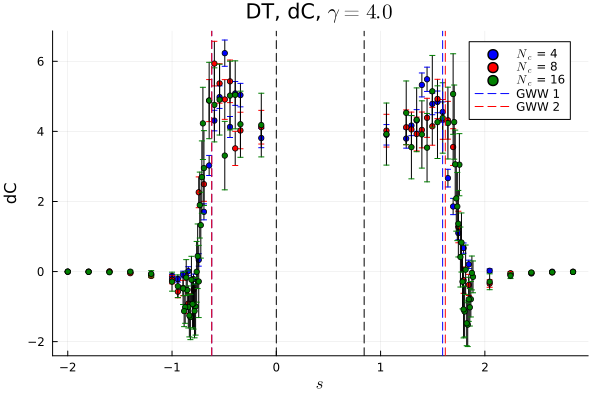 DT, dC, γ = 4.0
dC
6
4
2
0
−2
−2
−1
0
1
2
s
N_c = 4
N_c = 8
N_c = 16
GWW 1
GWW 2